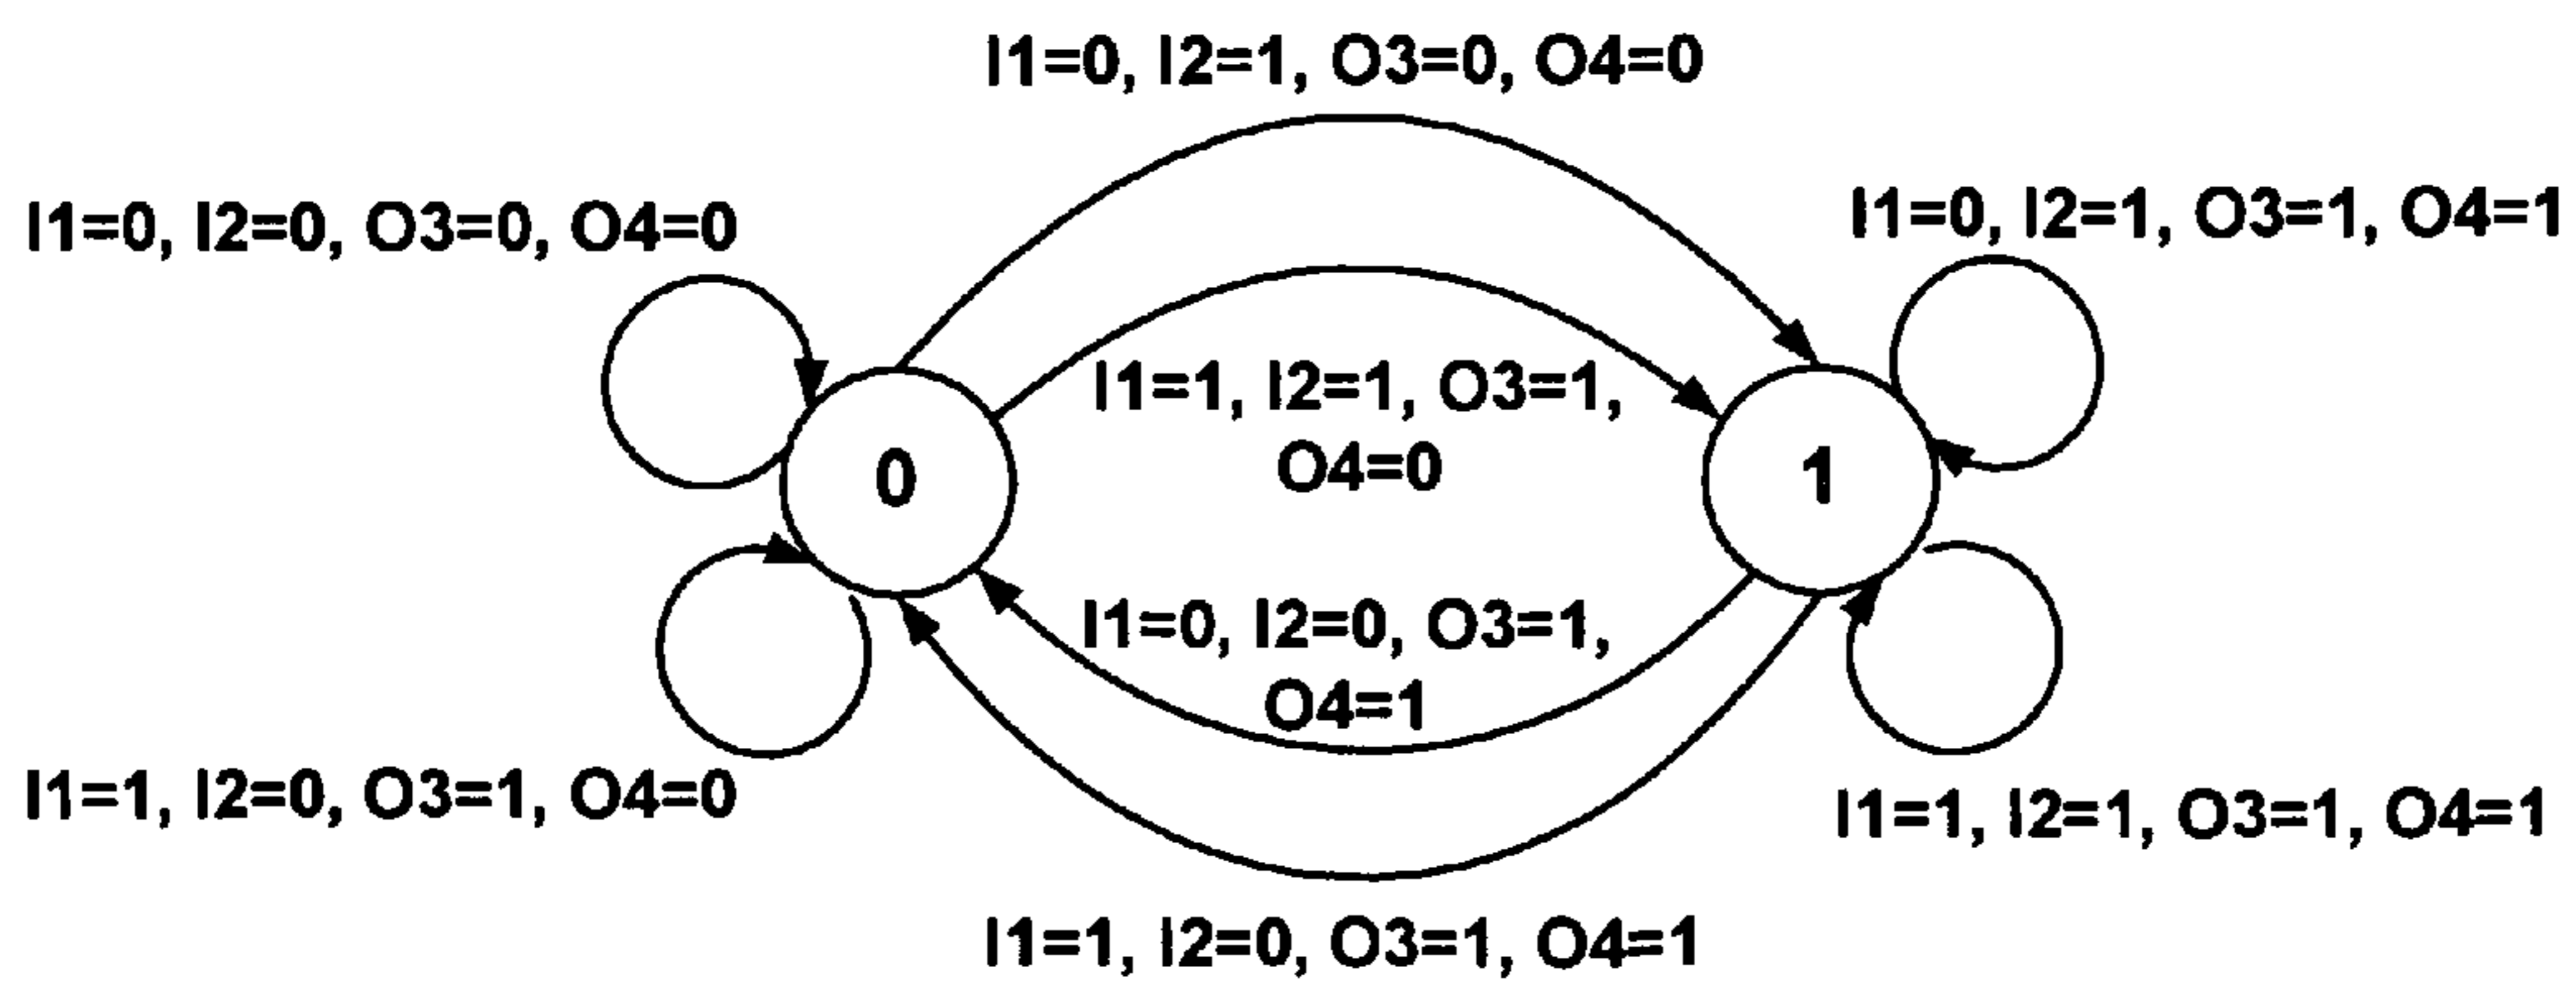 I1=0, I2=1, O3=0, O4=0
I1=0, I2=0, O3=0, O4=0
I1=0, I2=1, O3=1, O4=1
I1=1, I2=1, O3=1,
O4=0
0
1
I1=0, I2=0, O3=1,
O4=1
I1=1, I2=0, O3=1, O4=0
I1=1, I2=1, O3=1, O4=1
I1=1, I2=0, O3=1, O4=1